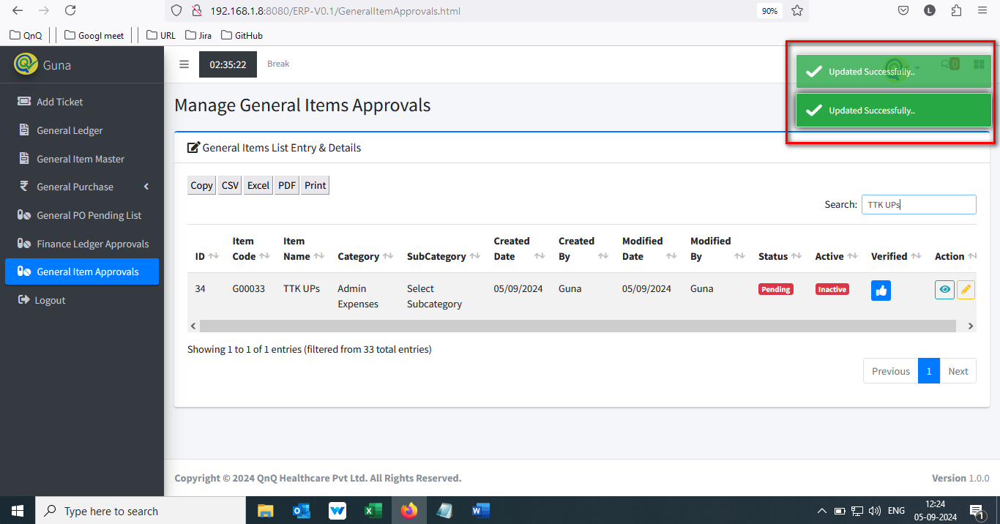 192.168.1.8:8080/ERP-V0.1/GeneralItemApprovals.html
90%
L
QnQ
Googl meet
URL
Jira
GitHub
Guna
02:35:22
Break
0
Updated Successfully..
Updated Successfully..
Add Ticket
General Ledger
General Item Master
General Purchase
General PO Pending List
Finance Ledger Approvals
General Item Approvals
Logout
Manage General Items Approvals
General Items List Entry & Details
Copy CSV Excel PDF Print
Search: TTK UPs
ID Item Code Item Name Category SubCategory Created Date Created By Modified Date Modified By Status Active Verified Action
34 G00033 TTK UPs Admin Expenses Select Subcategory 05/09/2024 Guna 05/09/2024 Guna Pending Inactive
Showing 1 to 1 of 1 entries (filtered from 33 total entries)
Previous 1 Next
Copyright © 2024 QnQ Healthcare Pvt Ltd. All Rights Reserved.
Version 1.0.0
Type here to search
ENG
12:24
05-09-2024
1